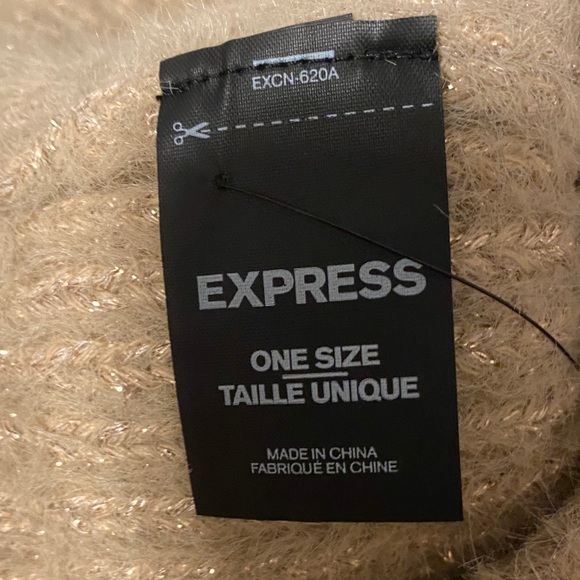 EXCN-620A
EXPRESS
ONE SIZE
TAILLE UNIQUE
MADE IN CHINA
FABRIQUÉ EN CHINE